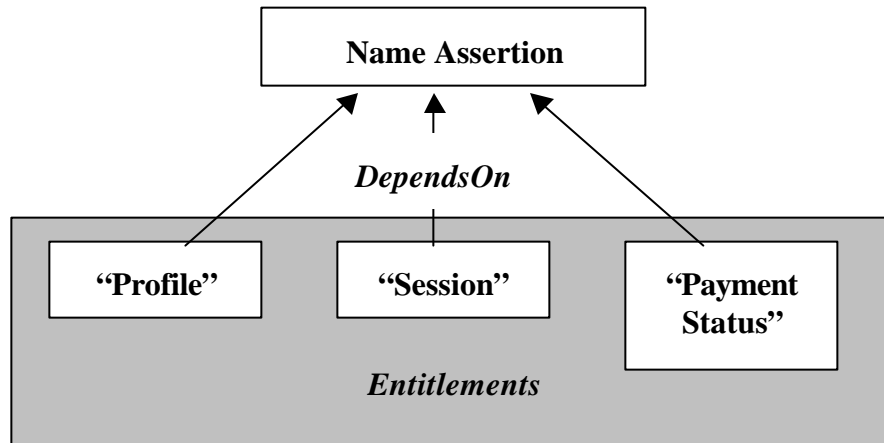 Name Assertion
DependsOn
“Profile”
“Session”
“Payment
Status”
Entitlements